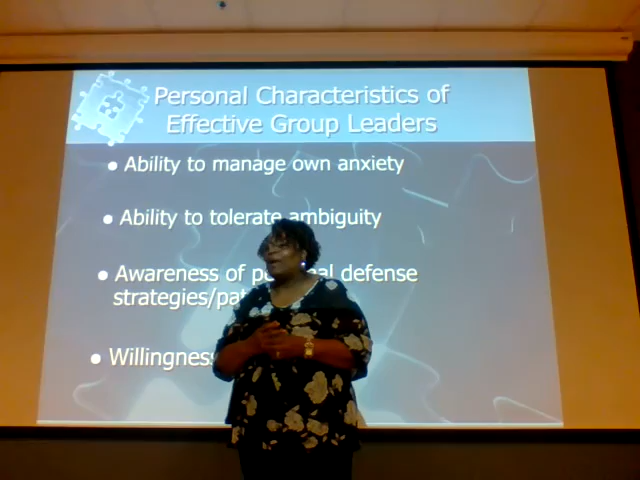 Personal Characteristics of
Effective Group Leaders
● Ability to manage own anxiety
● Ability to tolerate ambiguity
● Awareness of defense
strategies/
● Willingness